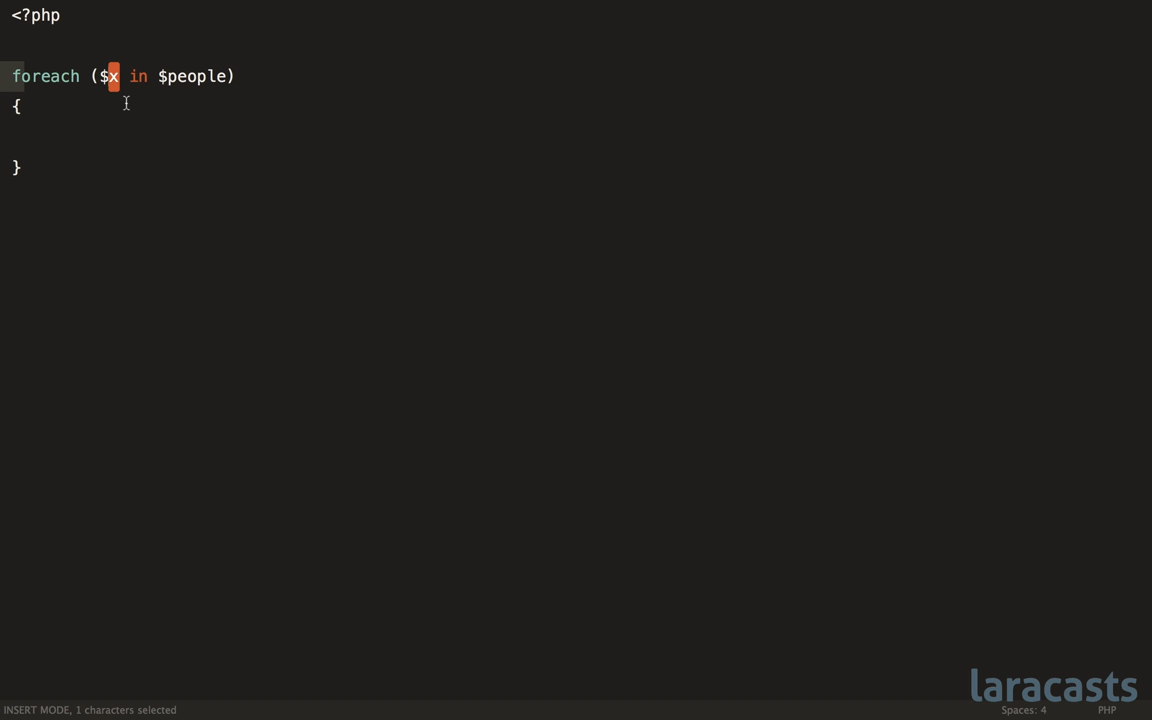 <?php
foreach ($x in $people)
{
}
laracasts
INSERT MODE, 1 characters selected
Spaces: 4
PHP